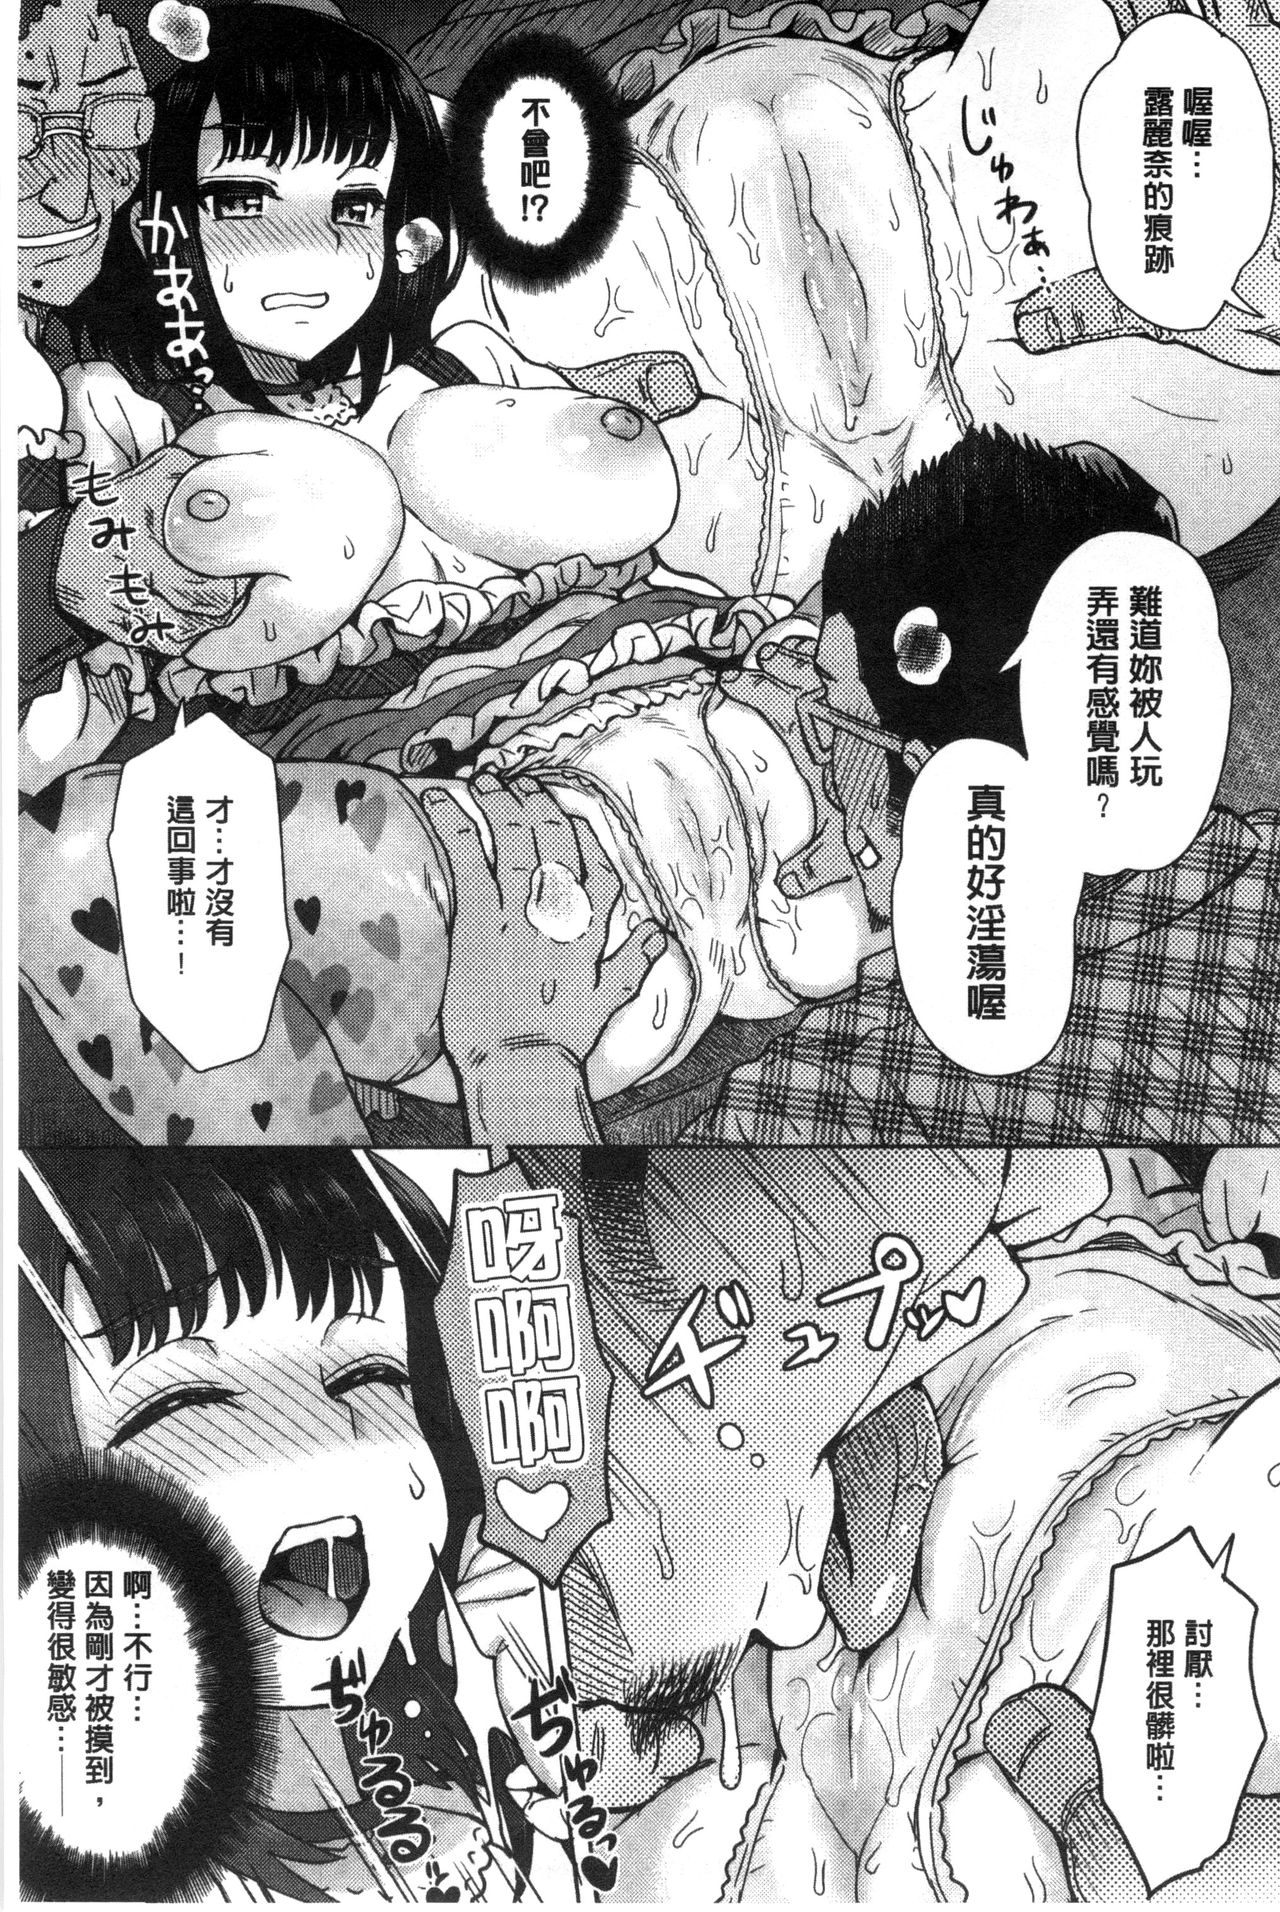 喔喔…
露麗奈的痕跡
じゅわぁ…
不會吧!?
かああぁっ…
もみもみ
難道妳被人玩
弄還有感覺嗎?
真的好淫蕩喔
才…才沒有
這回事啦…!
討厭…
那裡很髒啦…
ギュプッ♥
呀啊啊♡
ぢゅるっ♥
ぢゅるるる♥
啊…不行…
因為剛才被摸到，
變得很敏感…──